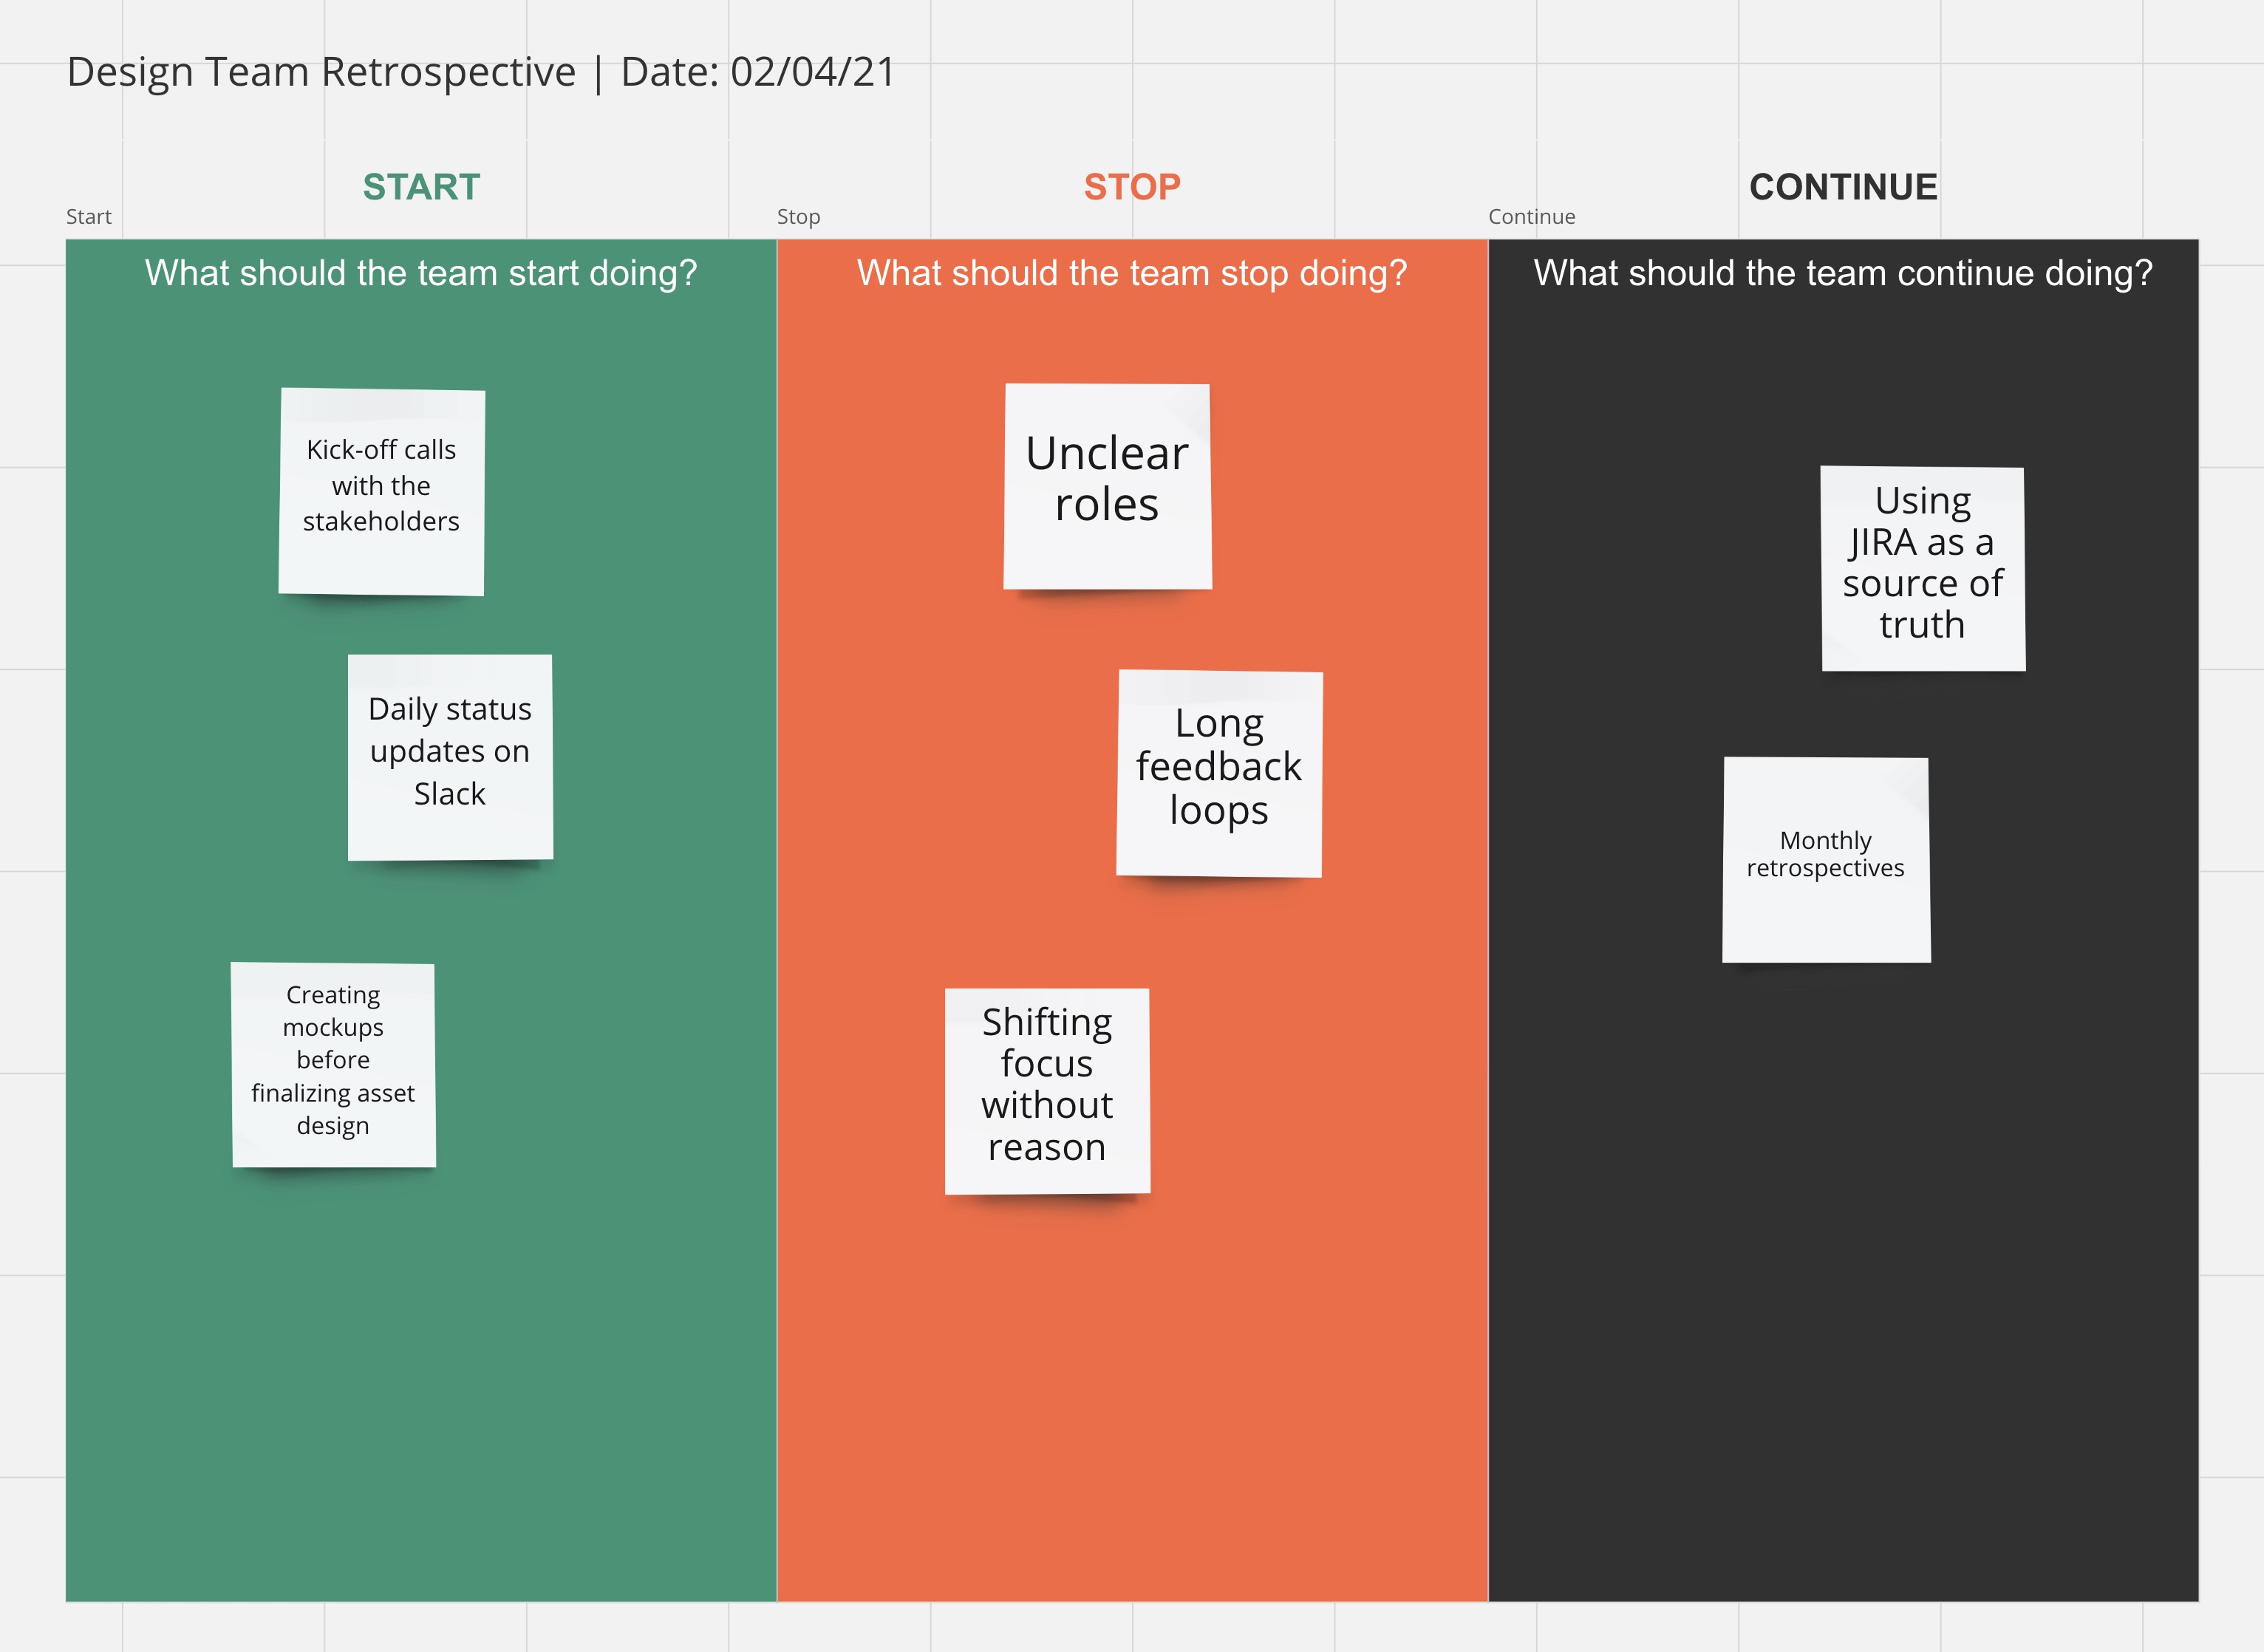 Design Team Retrospective | Date: 02/04/21
START
STOP
CONTINUE
Start
Stop
Continue
What should the team start doing?
Kick-off calls
with the
stakeholders
Daily status
updates on
Slack
Creating
mockups
before
finalizing asset
design
What should the team stop doing?
Unclear
roles
Long
feedback
loops
Shifting
focus
without
reason
What should the team continue doing?
Using
JIRA as a
source of
truth
Monthly
retrospectives